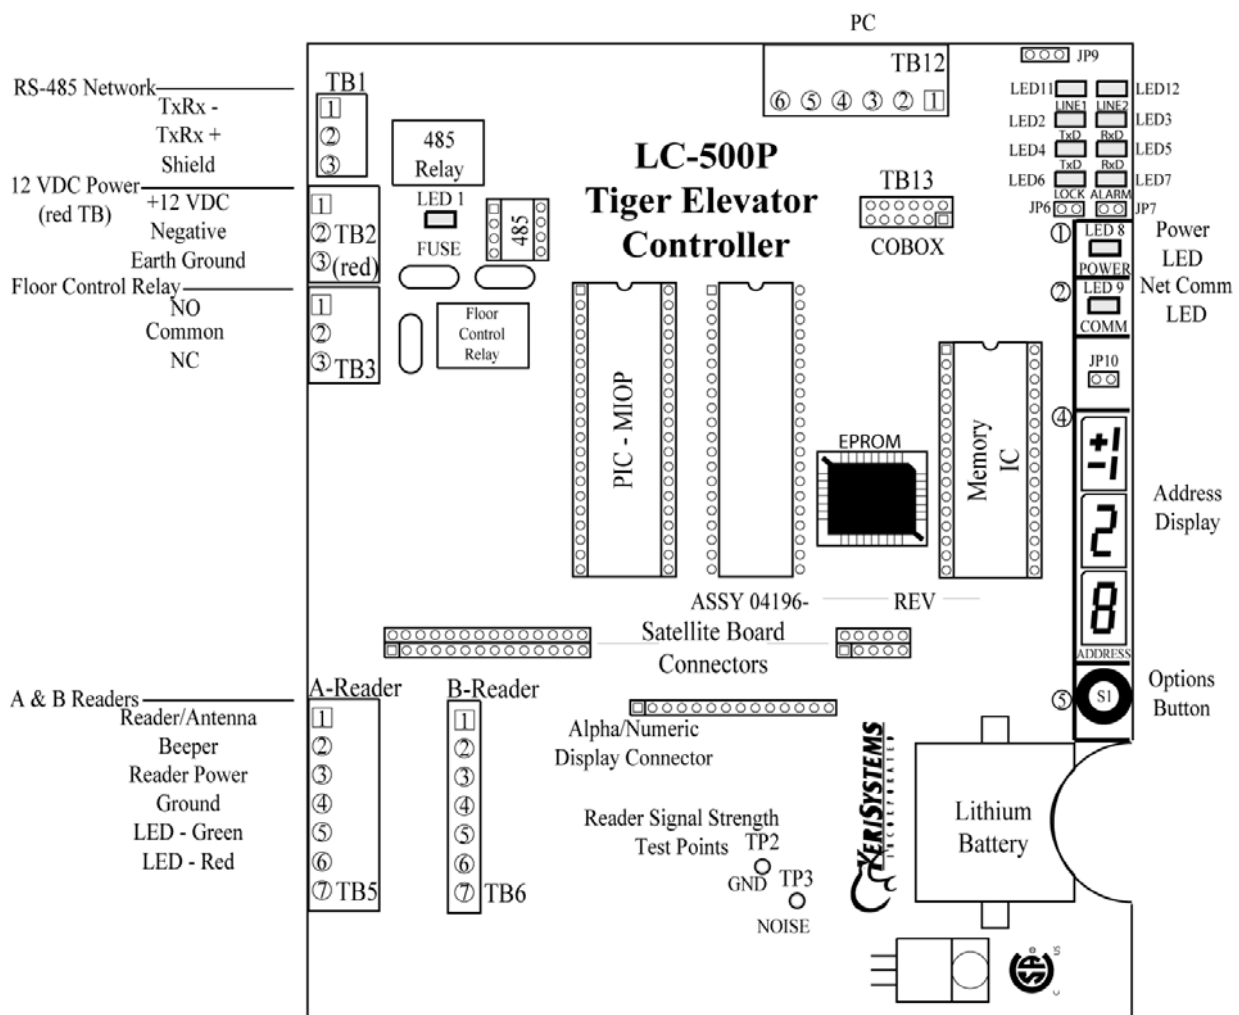 PC
RS-485 Network
TxRx -
TxRx +
Shield
12 VDC Power
(red TB)
+12 VDC
Negative
Earth Ground
Floor Control Relay
NO
Common
NC
TB1
1
2
3
1
2 TB2
3 (red)
1
2
3 TB3
485
Relay
LED 1
FUSE
485
Floor
Control
Relay
TB12
6 5 4 3 2 1
LC-500P
Tiger Elevator
Controller
TB13
COBOX
JP9
LED11 LED12
LINE1 LINE2
LED2 LED3
TxD RxD
LED4 LED5
TxD RxD
LED6 LED7
LOCK ALARM
JP6 JP7
1 LED 8
POWER
Power
LED
2 LED 9
COMM
Net Comm
LED
JP10
4
+1
-1
2
8
ADDRESS
Address
Display
5 S1
Options
Button
PIC - MIOP
EPROM
Memory
IC
ASSY 04196- REV
Satellite Board
Connectors
A & B Readers
Reader/Antenna
Beeper
Reader Power
Ground
LED - Green
LED - Red
A-Reader
1
2
3
4
5
6
7 TB5
B-Reader
1
2
3
4
5
6
7 TB6
Alpha/Numeric
Display Connector
Reader Signal Strength
Test Points
TP2
GND
TP3
NOISE
VERISYSTEMS
INCORPORATED
Lithium
Battery
SA